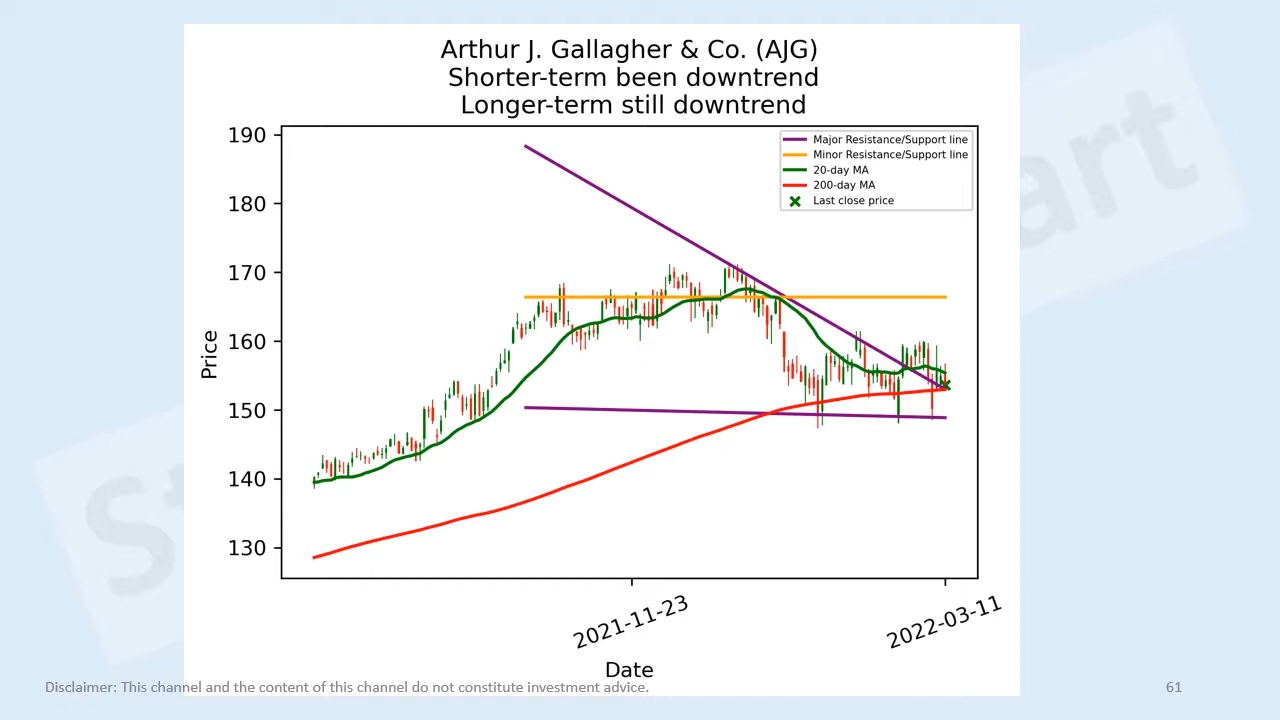 Arthur J. Gallagher & Co. (AJG)
Shorter-term been downtrend
Longer-term still downtrend
190
180
170
160
150
140
130
Price
Major Resistance/Support line
Minor Resistance/Support line
20-day MA
200-day MA
Last close price
2021-11-23
2022-03-11
Date
Disclaimer: This channel and the content of this channel do not constitute investment advice.
61